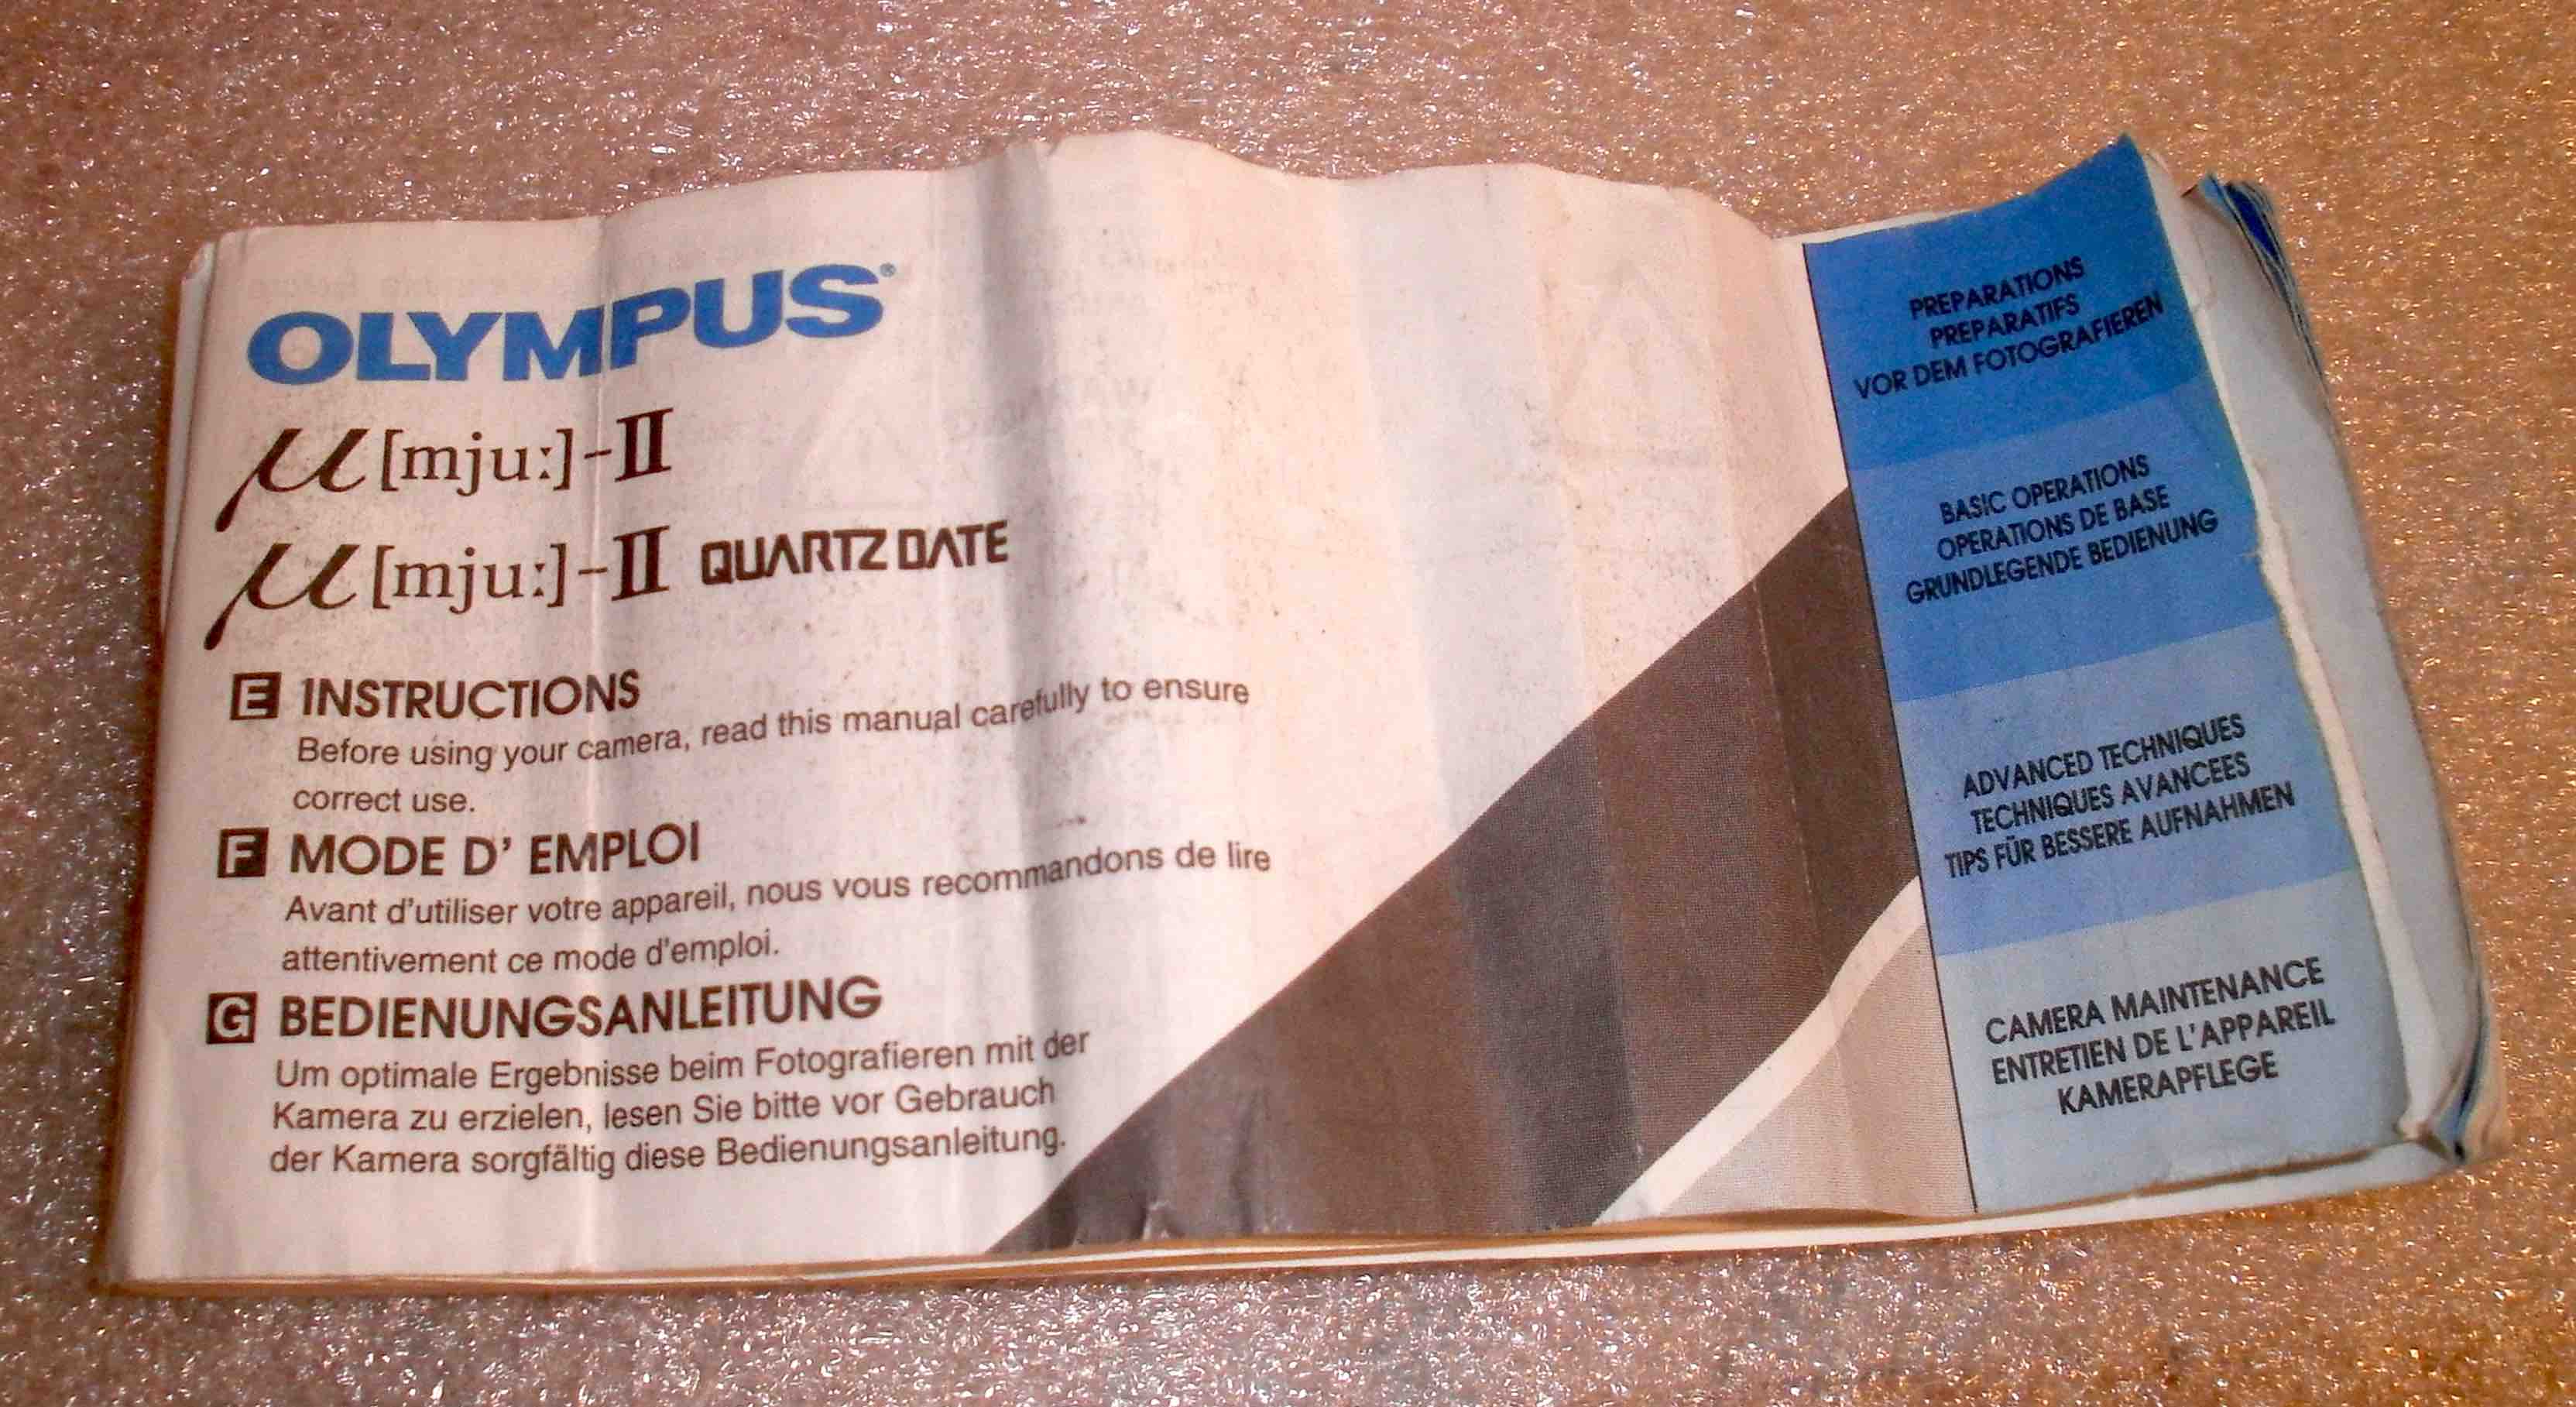 OLYMPUS®
μ[mju:]-II
μ[mju:]-II QUARTZ DATE
E INSTRUCTIONS
Before using your camera, read this manual carefully to ensure
correct use.
F MODE D' EMPLOI
Avant d'utiliser votre appareil, nous vous recommandons de lire
attentivement ce mode d'emploi.
G BEDIENUNGSANLEITUNG
Um optimale Ergebnisse beim Fotografieren mit der
Kamera zu erzielen, lesen Sie bitte vor Gebrauch
der Kamera sorgfältig diese Bedienungsanleitung.
PREPARATIONS
PREPARATIFS
VOR DEM FOTOGRAFIEREN
BASIC OPERATIONS
OPERATIONS DE BASE
GRUNDLEGENDE BEDIENUNG
ADVANCED TECHNIQUES
TECHNIQUES AVANCEES
TIPS FÜR BESSERE AUFNAHMEN
CAMERA MAINTENANCE
ENTRETIEN DE L'APPAREIL
KAMERAPFLEGE